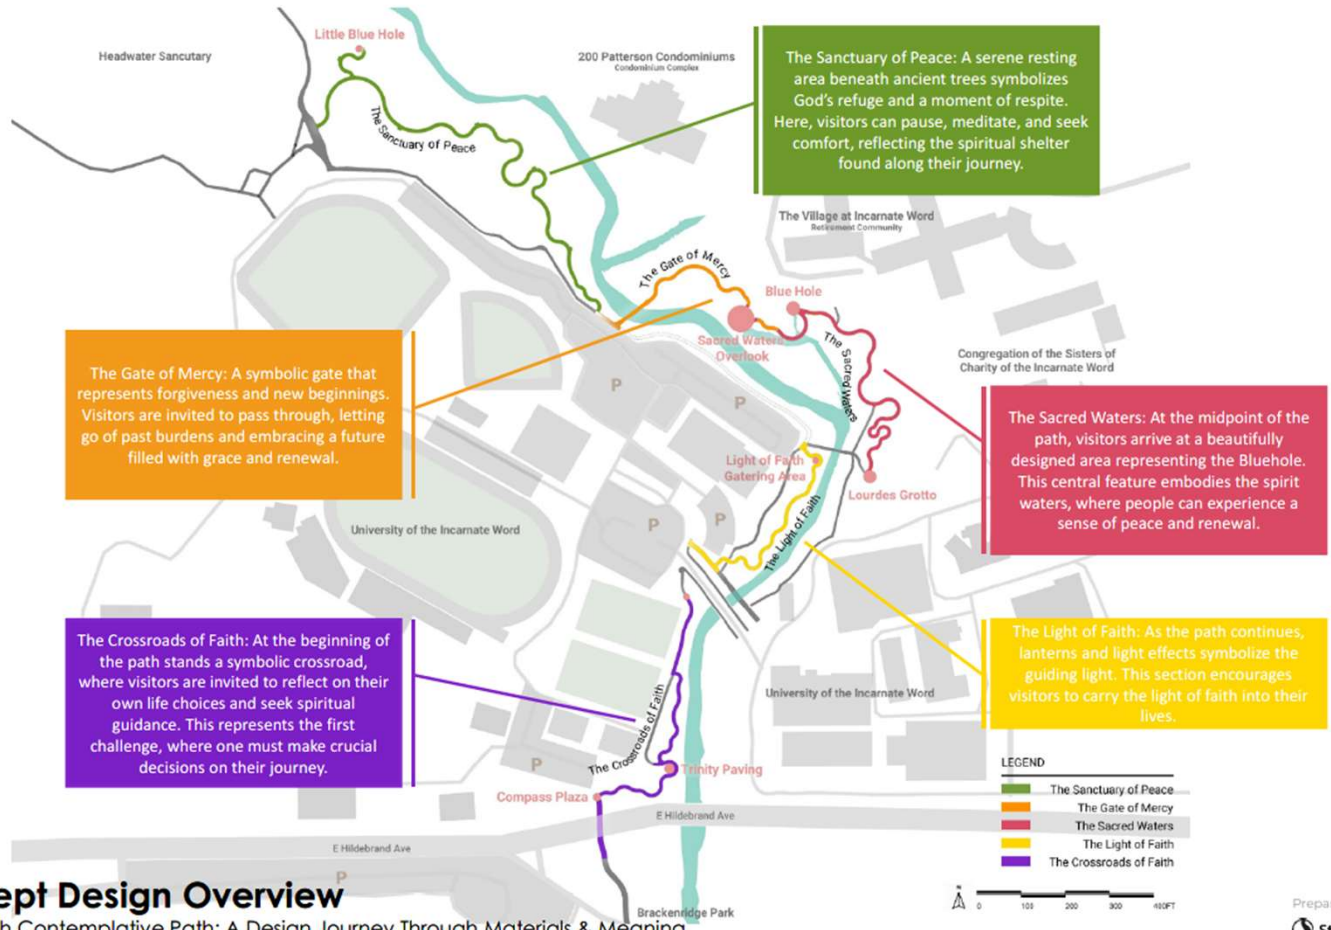 Little Blue Hole
Headwater Sancutary
200 Patterson Condominiums
Condominium Complex
The Sanctuary of Peace: A serene resting
area beneath ancient trees symbolizes
God's refuge and a moment of respite.
Here, visitors can pause, meditate, and seek
comfort, reflecting the spiritual shelter
found along their journey.
The Sanctuary of Peace
The Village at Incarnate Word
Retirement Community
The Gate of Mercy
Blue Hole
Sacred Waters
Overlook
The Sacred Waters
Congregation of the Sisters of
Charity of the Incarnate Word
The Gate of Mercy: A symbolic gate that
represents forgiveness and new beginnings.
Visitors are invited to pass through, letting
go of past burdens and embracing a future
filled with grace and renewal.
P
P
The Sacred Waters: At the midpoint of the
path, visitors arrive at a beautifully
designed area representing the Bluehole.
This central feature embodies the spirit
waters, where people can experience a
sense of peace and renewal.
Light of Faith
Gatering Area
Lourdes Grotto
University of the Incarnate Word
P
P
The Light of Faith
The Crossroads of Faith: At the beginning of
the path stands a symbolic crossroad,
where visitors are invited to reflect on their
own life choices and seek spiritual
guidance. This represents the first
challenge, where one must make crucial
decisions on their journey.
The Light of Faith: As the path continues,
lanterns and light effects symbolize the
guiding light. This section encourages
visitors to carry the light of faith into their
lives.
University of the Incarnate Word
The Crossroads of Faith
P
Trinity Paving
Compass Plaza
E Hildebrand Ave
E Hildebrand Ave
P
LEGEND
The Sanctuary of Peace
The Gate of Mercy
The Sacred Waters
The Light of Faith
The Crossroads of Faith
N
0 100 200 300 400FT
Brackenridge Park
ept Design Overview
h Contemplative Path: A Design Journey Through Materials & Meaning
Prepa